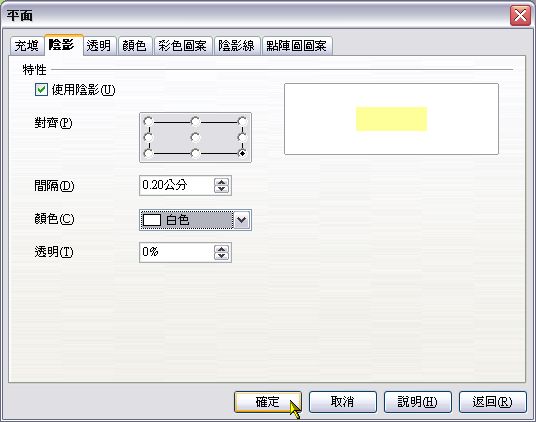 平面
充填 陰影 透明 顏色 彩色圖案 陰影線 點陣圖圖案
特性
使用陰影(U)
對齊(P)
間隔(D) 0.20公分
顏色(C) 白色
透明(T) 0%
確定 取消 說明(H) 返回(R)